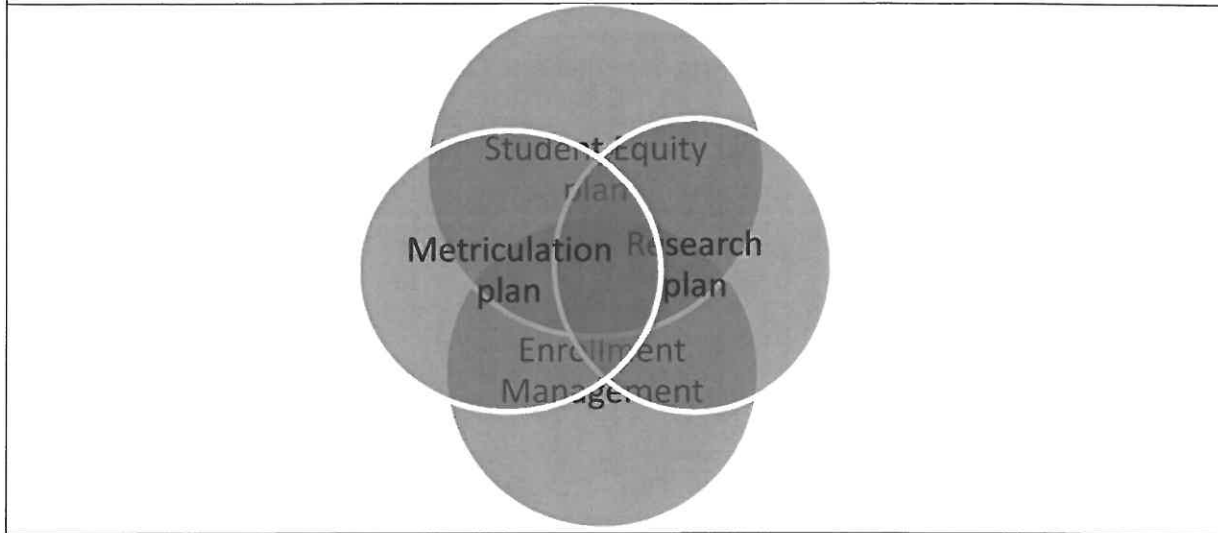 Student Equity
plan
Metriculation
plan
Research
plan
Enrollment
Management